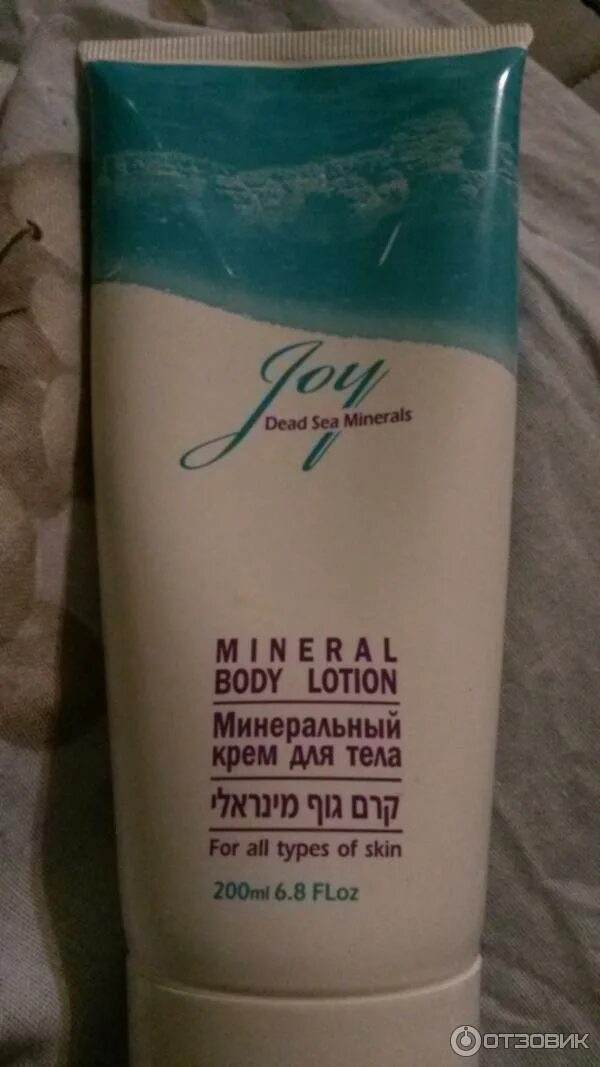 Joy
Dead Sea Minerals
MINERAL
BODY LOTION
Минеральный
крем для тела
קרם גוף מינראלי
For all types of skin
200ml 6.8 FLoz
ОТЗОВИК